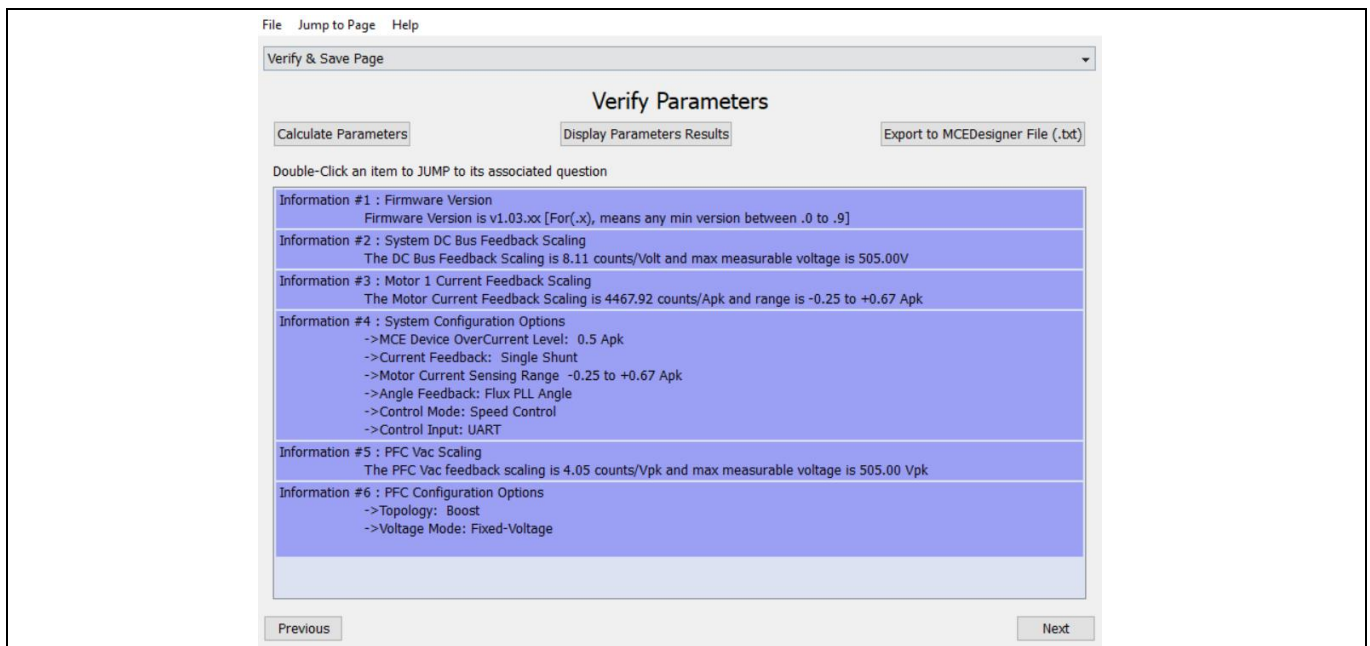 File Jump to Page Help
Verify & Save Page
Verify Parameters
Calculate Parameters Display Parameters Results Export to MCEDesigner File (.txt)
Double-Click an item to JUMP to its associated question
Information #1 : Firmware Version
Firmware Version is v1.03.xx [For(.x), means any min version between .0 to .9]
Information #2 : System DC Bus Feedback Scaling
The DC Bus Feedback Scaling is 8.11 counts/Volt and max measurable voltage is 505.00V
Information #3 : Motor 1 Current Feedback Scaling
The Motor Current Feedback Scaling is 4467.92 counts/Apk and range is -0.25 to +0.67 Apk
Information #4 : System Configuration Options
->MCE Device OverCurrent Level: 0.5 Apk
->Current Feedback: Single Shunt
->Motor Current Sensing Range -0.25 to +0.67 Apk
->Angle Feedback: Flux PLL Angle
->Control Mode: Speed Control
->Control Input: UART
Information #5 : PFC Vac Scaling
The PFC Vac feedback scaling is 4.05 counts/Vpk and max measurable voltage is 505.00 Vpk
Information #6 : PFC Configuration Options
->Topology: Boost
->Voltage Mode: Fixed-Voltage
Previous Next